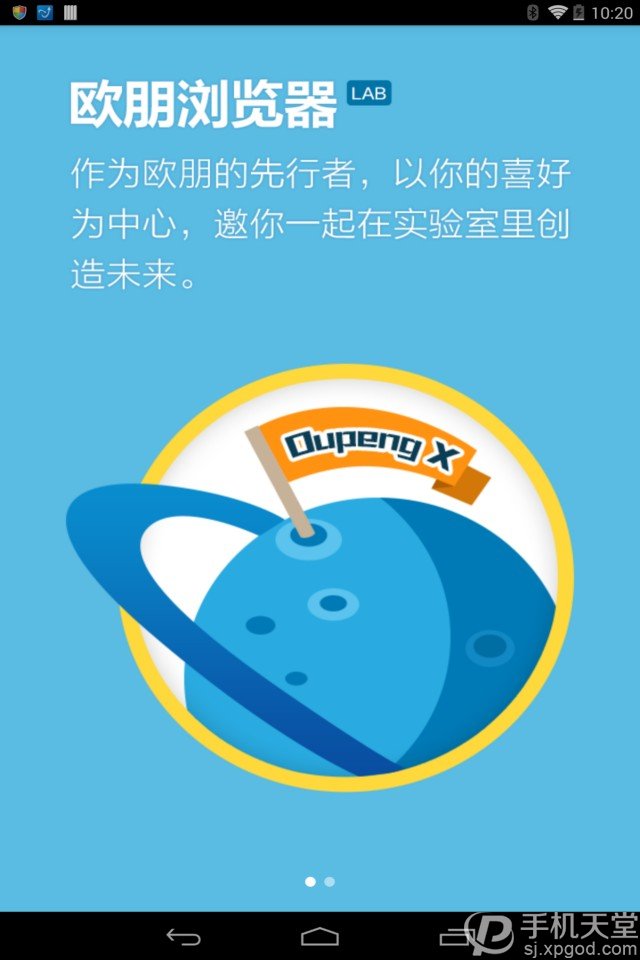 10:20
欧朋浏览器 LAB
作为欧朋的先行者，以你的喜好
为中心，邀你一起在实验室里创
造未来。
Oupeng X
手机天堂
sj.xpgod.com